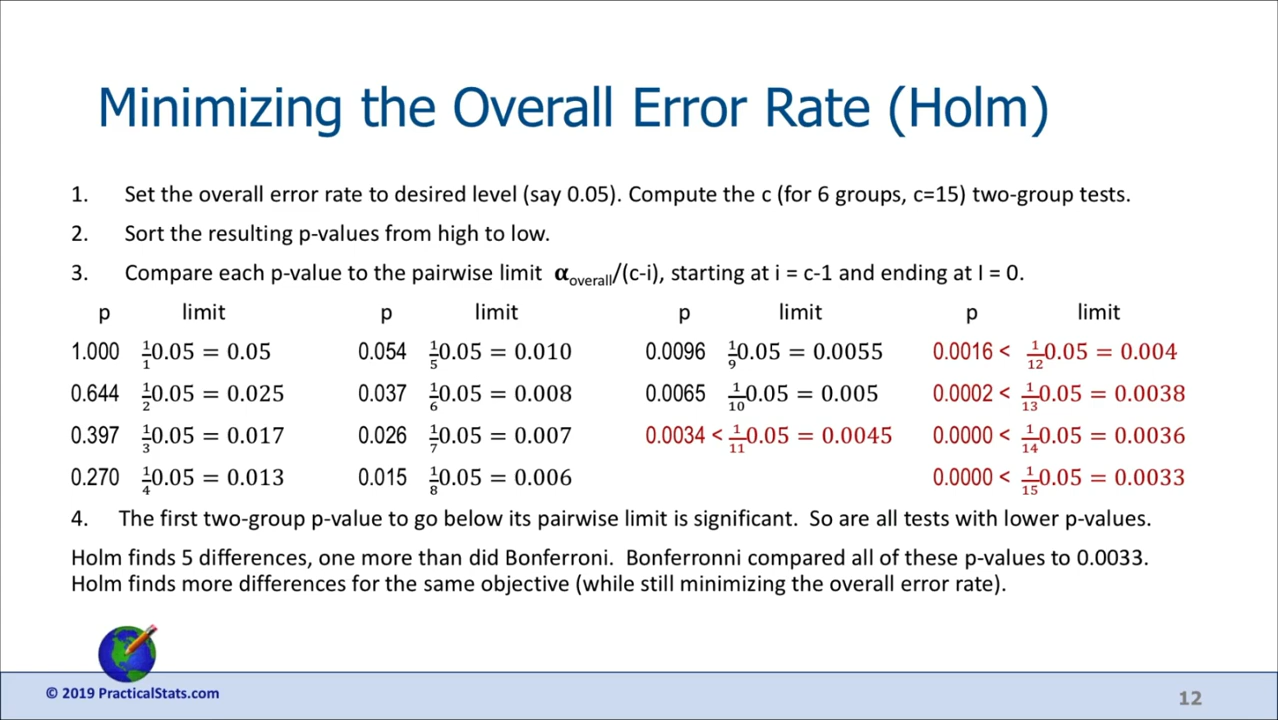 Minimizing the Overall Error Rate (Holm)
1. Set the overall error rate to desired level (say 0.05). Compute the c (for 6 groups, c=15) two-group tests.
2. Sort the resulting p-values from high to low.
3. Compare each p-value to the pairwise limit αoverall/(c-i), starting at i = c-1 and ending at I = 0.
p limit p limit p limit p limit
1.000 1/1 0.05 = 0.05 0.054 1/5 0.05 = 0.010 0.0096 1/9 0.05 = 0.0055 0.0016 < 1/12 0.05 = 0.004
0.644 1/2 0.05 = 0.025 0.037 1/6 0.05 = 0.008 0.0065 1/10 0.05 = 0.005 0.0002 < 1/13 0.05 = 0.0038
0.397 1/3 0.05 = 0.017 0.026 1/7 0.05 = 0.007 0.0034 < 1/11 0.05 = 0.0045 0.0000 < 1/14 0.05 = 0.0036
0.270 1/4 0.05 = 0.013 0.015 1/8 0.05 = 0.006 0.0000 < 1/15 0.05 = 0.0033
4. The first two-group p-value to go below its pairwise limit is significant. So are all tests with lower p-values.
Holm finds 5 differences, one more than did Bonferroni. Bonferronni compared all of these p-values to 0.0033.
Holm finds more differences for the same objective (while still minimizing the overall error rate).
© 2019 PracticalStats.com
12